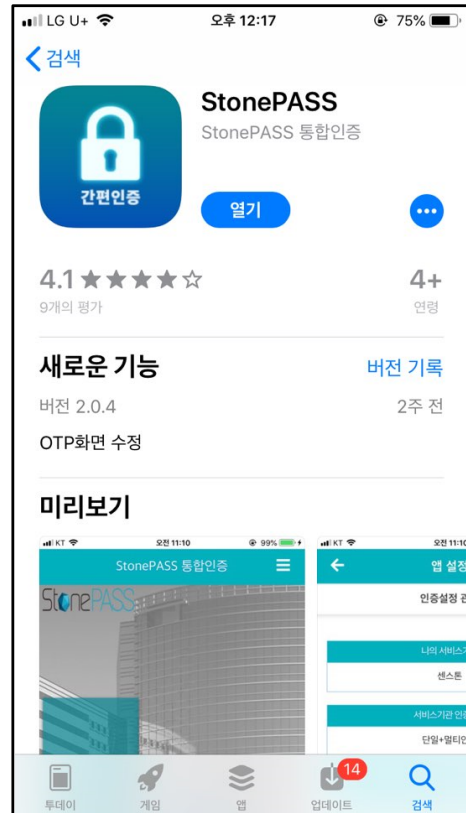 LG U+ 오후 12:17 75%
검색
StonePASS
StonePASS 통합인증
간편인증
열기
4.1 4+
9개의 평가 연령
새로운 기능 버전 기록
버전 2.0.4 2주 전
OTP화면 수정
미리보기
KT 오전 11:10 99%
StonePASS 통합인증
StonePASS
KT 오전 11:10
앱 설정
인증설정
나의 서비스
센스톤
서비스기관
단일+멀티
투데이 게임 앱 업데이트 14 검색